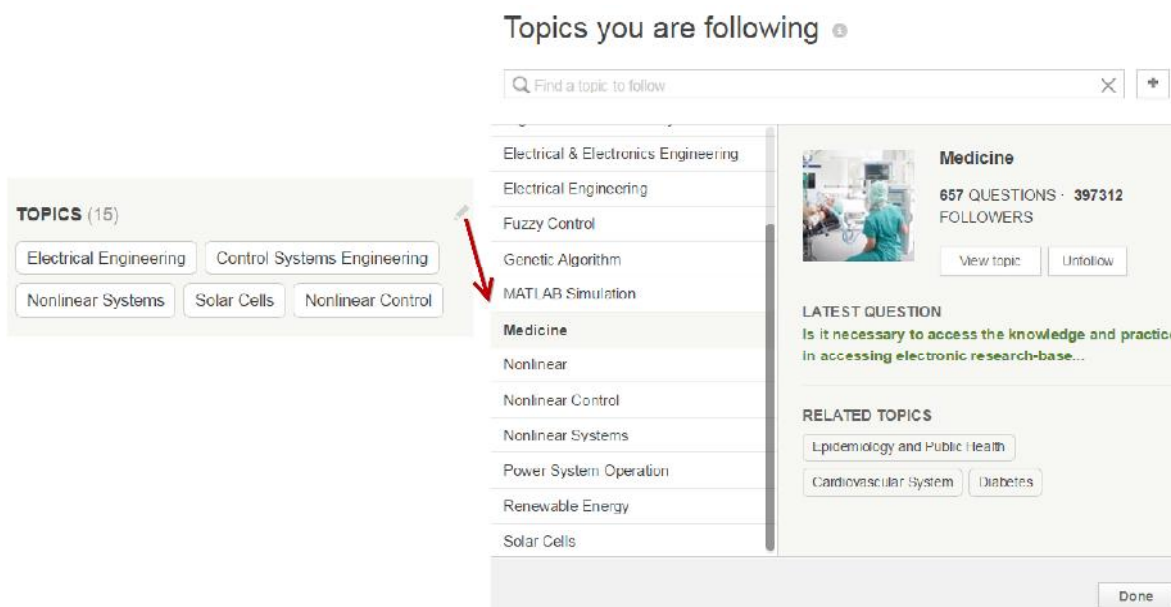 TOPICS (15)
Electrical Engineering Control Systems Engineering
Nonlinear Systems Solar Cells Nonlinear Control
Topics you are following
Find a topic to follow
Electrical & Electronics Engineering
Electrical Engineering
Fuzzy Control
Genetic Algorithm
MATLAB Simulation
Medicine
Nonlinear
Nonlinear Control
Nonlinear Systems
Power System Operation
Renewable Energy
Solar Cells
Medicine
657 QUESTIONS · 397312
FOLLOWERS
View topic Unfollow
LATEST QUESTION
Is it necessary to access the knowledge and practice
in accessing electronic research-base...
RELATED TOPICS
Epidemiology and Public Health
Cardiovascular System Diabetes
Done